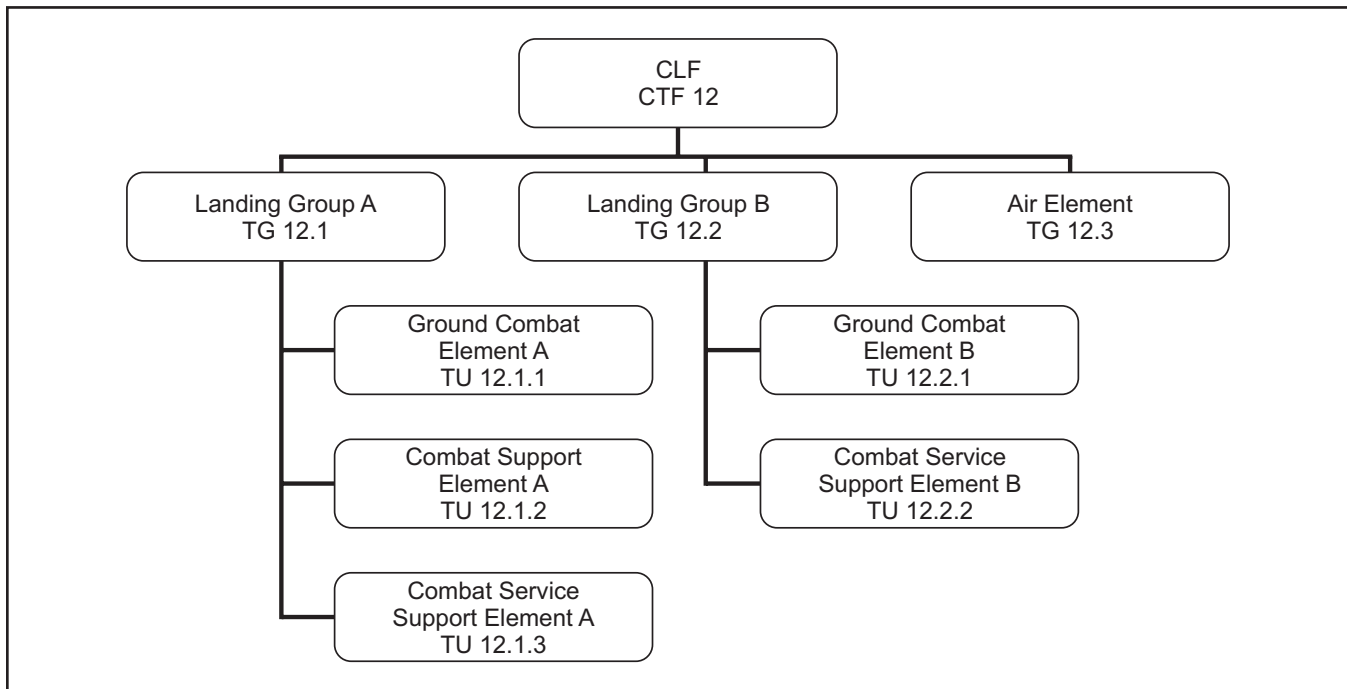 CLF
CTF 12
Landing Group A
TG 12.1
Landing Group B
TG 12.2
Air Element
TG 12.3
Ground Combat
Element A
TU 12.1.1
Ground Combat
Element B
TU 12.2.1
Combat Support
Element A
TU 12.1.2
Combat Service
Support Element B
TU 12.2.2
Combat Service
Support Element A
TU 12.1.3